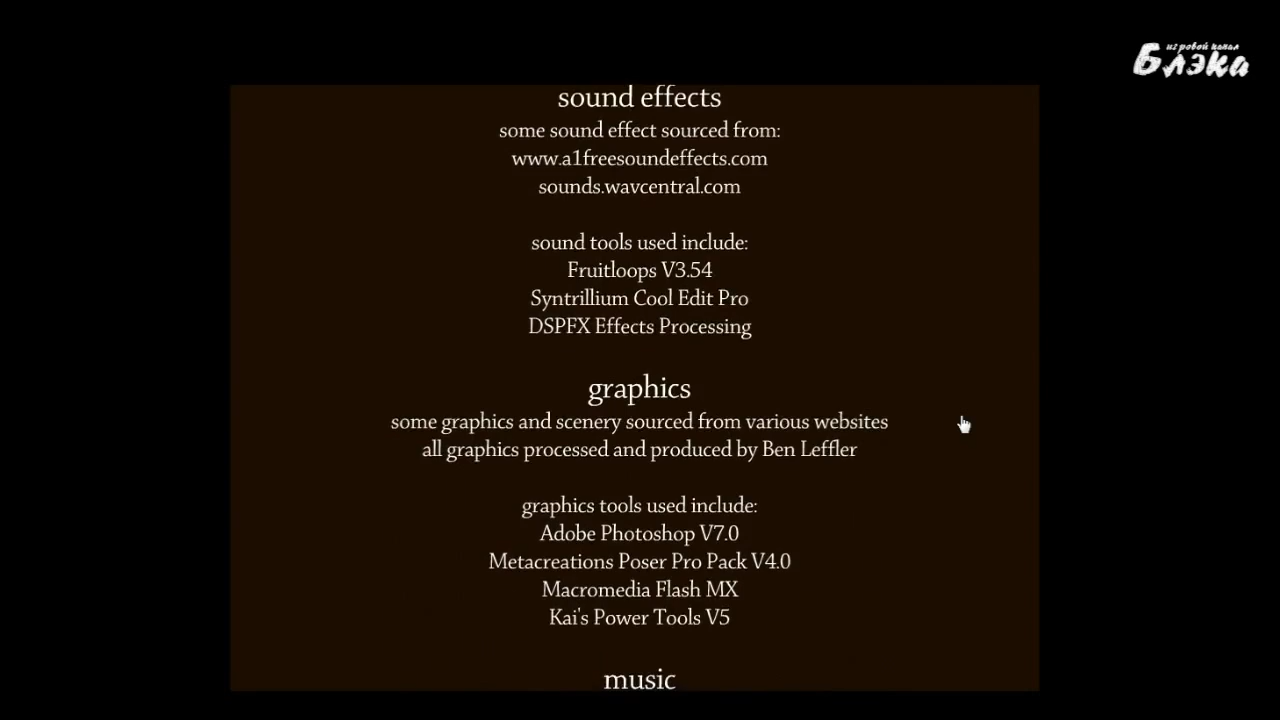 игровой канал
Блэка
sound effects
some sound effect sourced from:
www.a1freesoundeffects.com
sounds.wavcentral.com
sound tools used include:
Fruitloops V3.54
Syntrillium Cool Edit Pro
DSPFX Effects Processing
graphics
some graphics and scenery sourced from various websites
all graphics processed and produced by Ben Leffler
graphics tools used include:
Adobe Photoshop V7.0
Metacreations Poser Pro Pack V4.0
Macromedia Flash MX
Kai's Power Tools V5
music